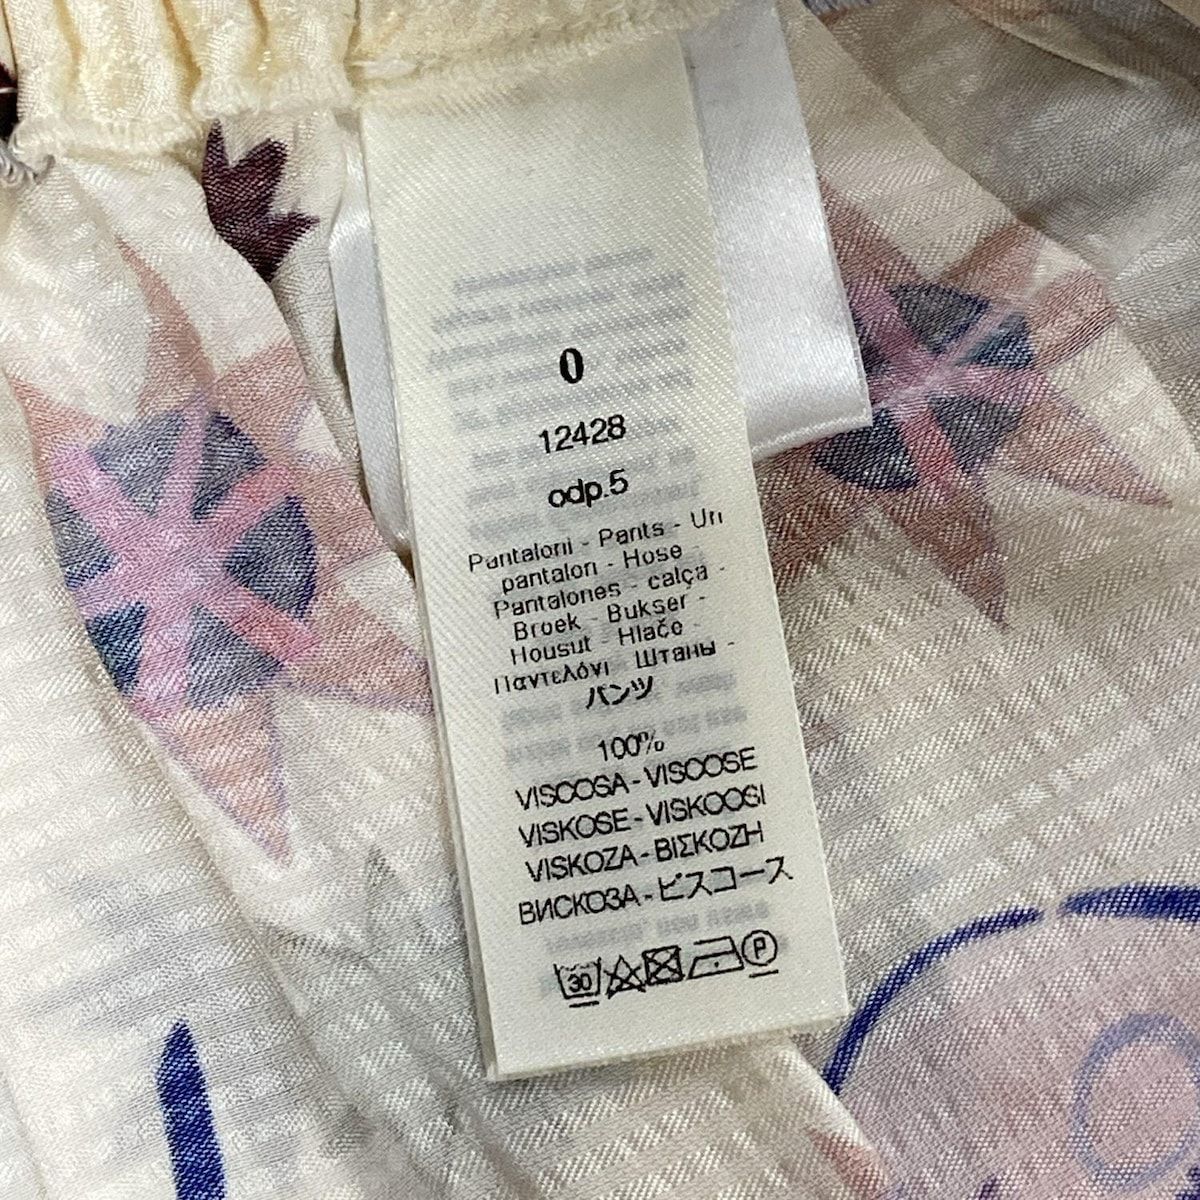 0
12428
odp.5
Pantaloni - Pants - Un
pantalon - Hose -
Pantalones - calça -
Broek - Bukser -
Housut Hlačo -
Παντελόνι Штаны -
パンツ
100%
VISCOSA - VISCOSE
VISKOSE - VISKOOSI
VISKOZA - ΒΙΣΚΟΖΗ
ВИСКОЗА - ビスコース
30
P